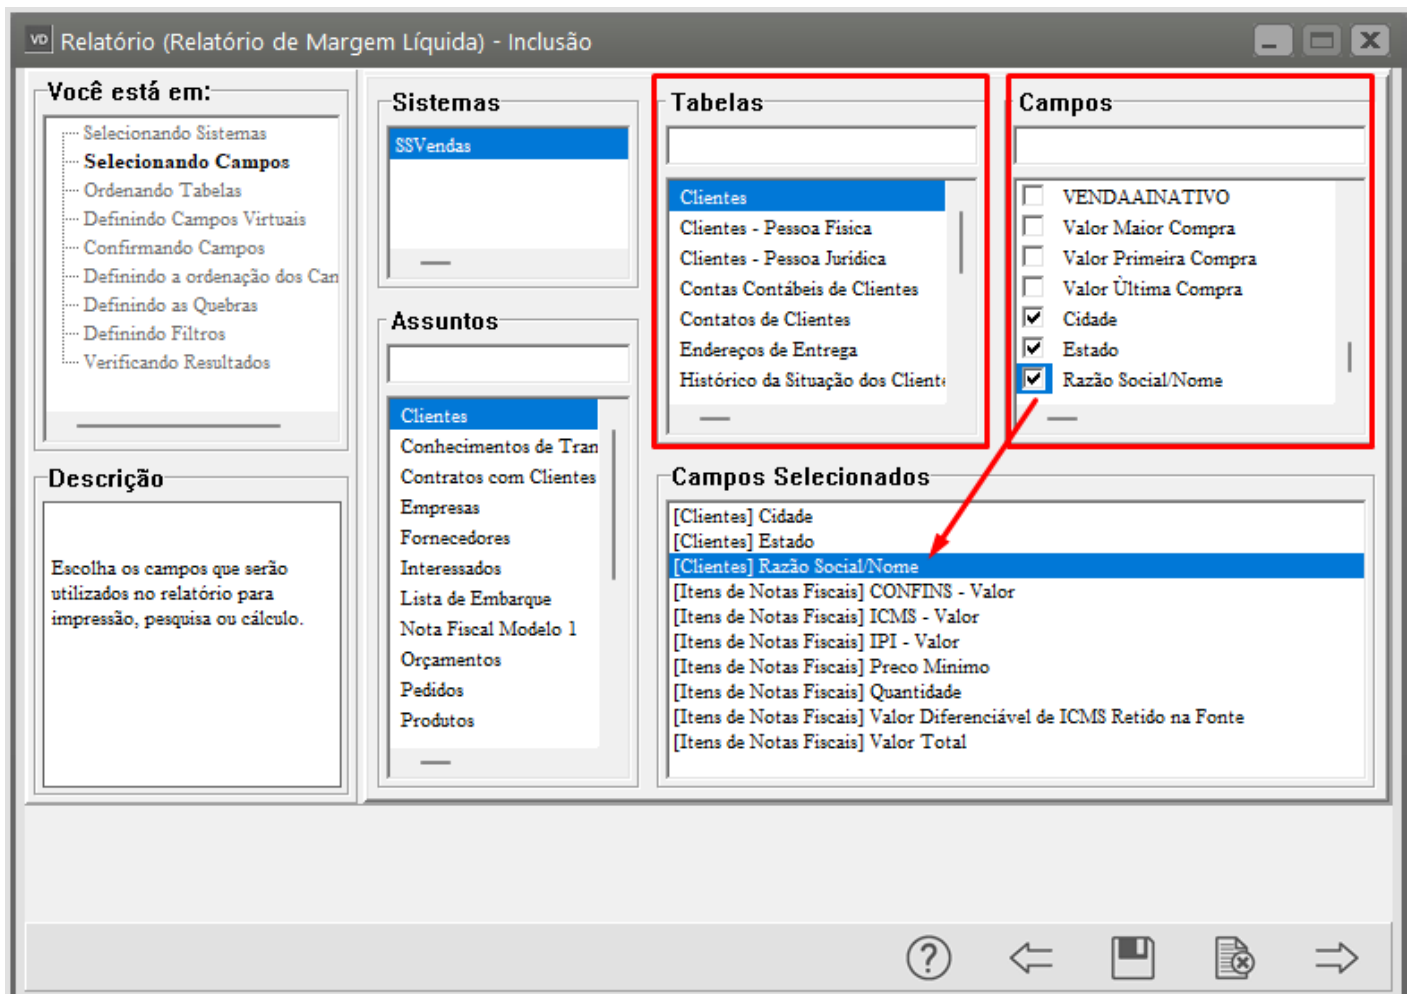 VD Relatório (Relatório de Margem Líquida) - Inclusão
Você está em:
Selecionando Sistemas
Selecionando Campos
Ordenando Tabelas
Definindo Campos Virtuais
Confirmando Campos
Definindo a ordenação dos Can
Definindo as Quebras
Definindo Filtros
Verificando Resultados
Descrição
Escolha os campos que serão
utilizados no relatório para
impressão, pesquisa ou cálculo.
Sistemas
SSVendas
Assuntos
Clientes
Conhecimentos de Tran
Contratos com Clientes
Empresas
Fornecedores
Interessados
Lista de Embarque
Nota Fiscal Modelo 1
Orçamentos
Pedidos
Produtos
Tabelas
Clientes
Clientes - Pessoa Física
Clientes - Pessoa Jurídica
Contas Contábeis de Clientes
Contatos de Clientes
Endereços de Entrega
Histórico da Situação dos Cliente
Campos
VENDAAINATIVO
Valor Maior Compra
Valor Primeira Compra
Valor Ùltima Compra
Cidade
Estado
Razão Social/Nome
Campos Selecionados
[Clientes] Cidade
[Clientes] Estado
[Clientes] Razão Social/Nome
[Itens de Notas Fiscais] CONFINS - Valor
[Itens de Notas Fiscais] ICMS - Valor
[Itens de Notas Fiscais] IPI - Valor
[Itens de Notas Fiscais] Preco Minimo
[Itens de Notas Fiscais] Quantidade
[Itens de Notas Fiscais] Valor Diferenciável de ICMS Retido na Fonte
[Itens de Notas Fiscais] Valor Total